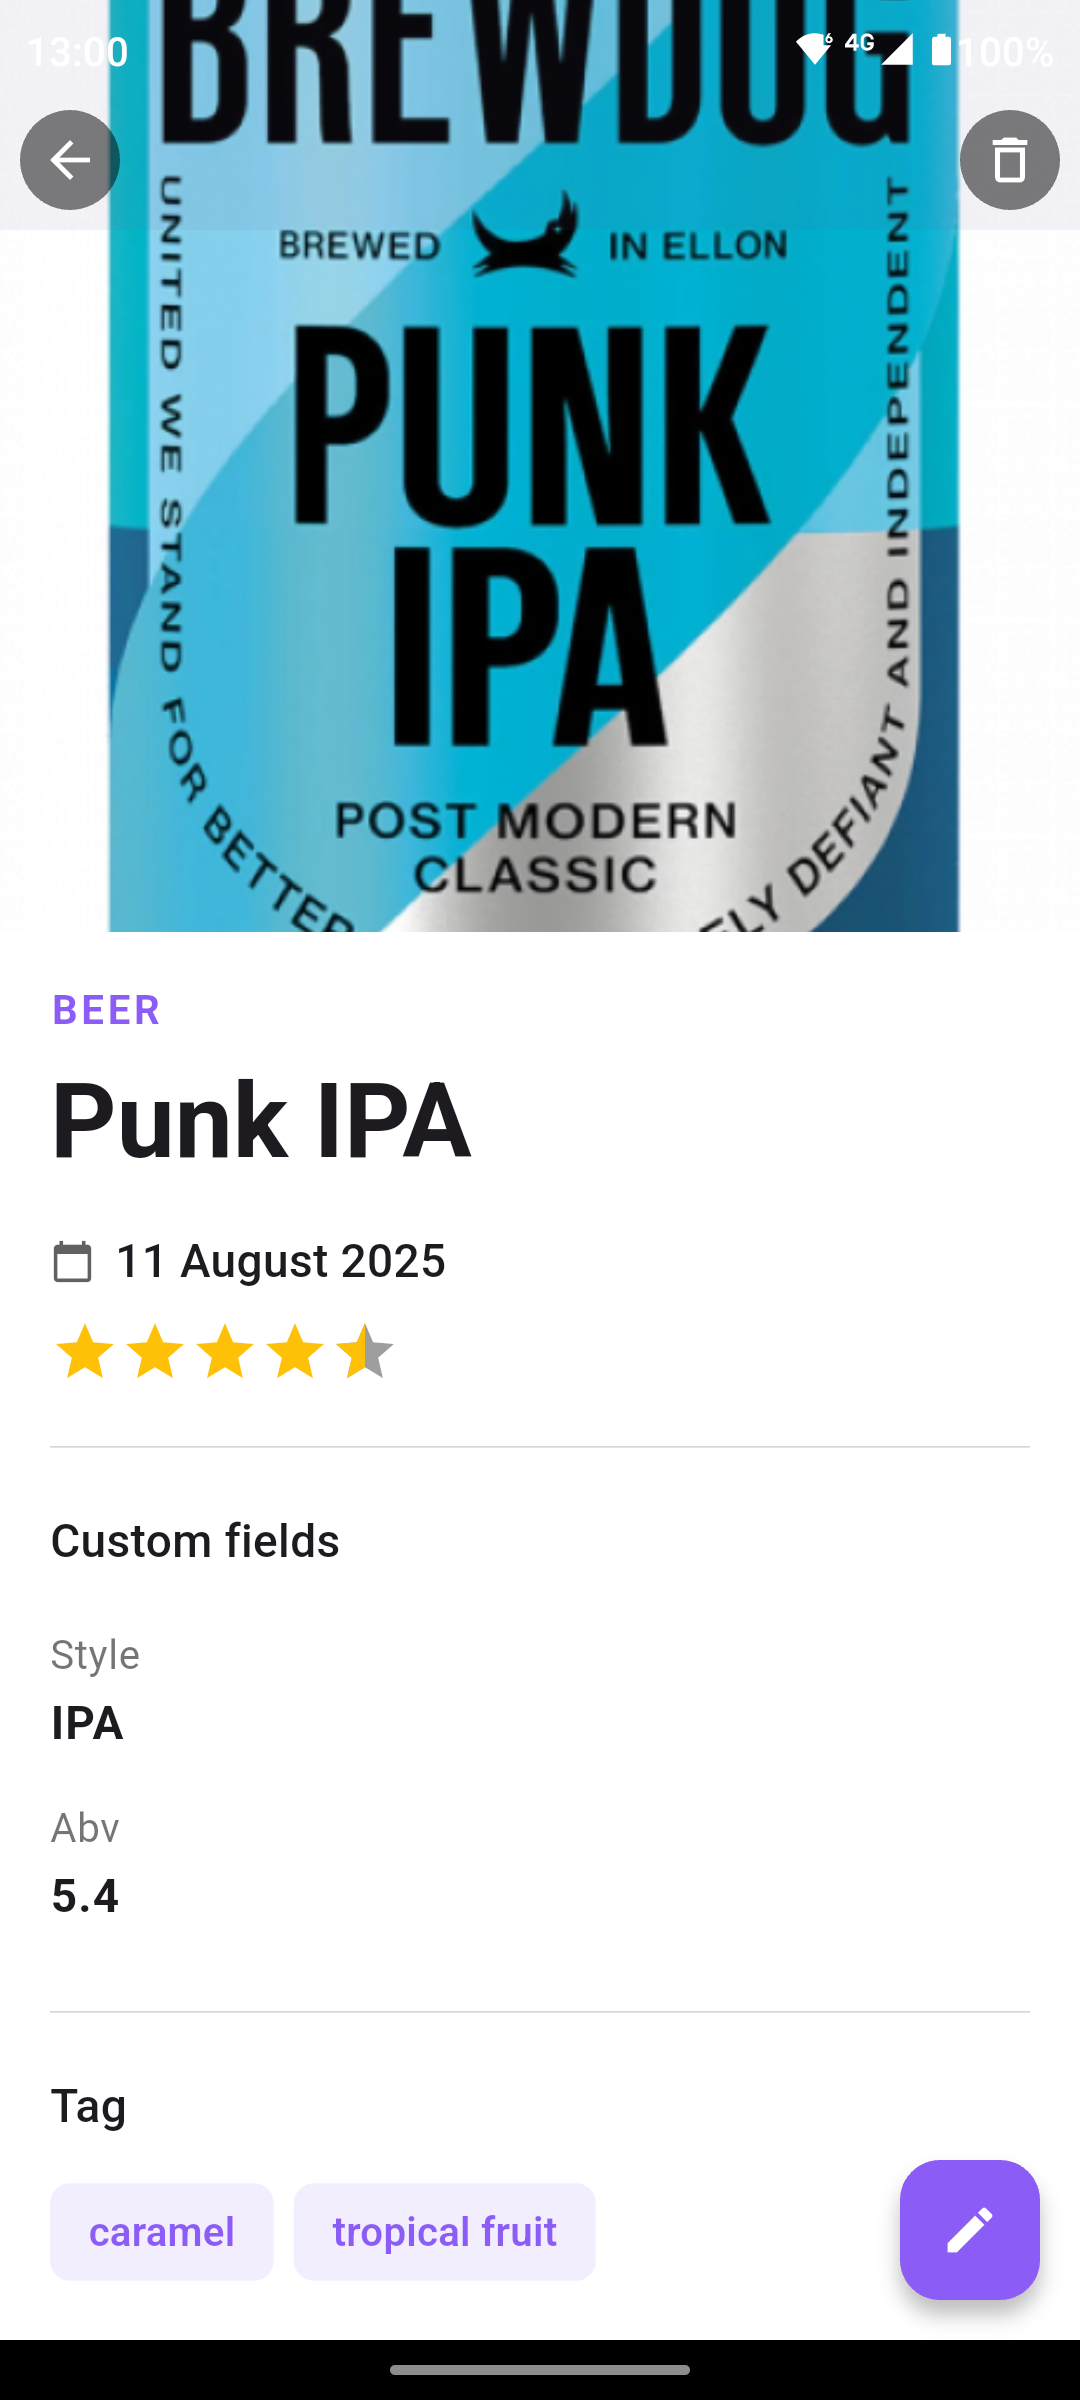 13:00
4G
100%
BREWDOG
BREWED IN ELLON
UNITED WE STAND FOR BETTER
PUNK
IPA
POST MODERN
CLASSIC
DEFIANT AND INDEPENDENT
BEER
Punk IPA
11 August 2025
Custom fields
Style
IPA
Abv
5.4
Tag
caramel
tropical fruit